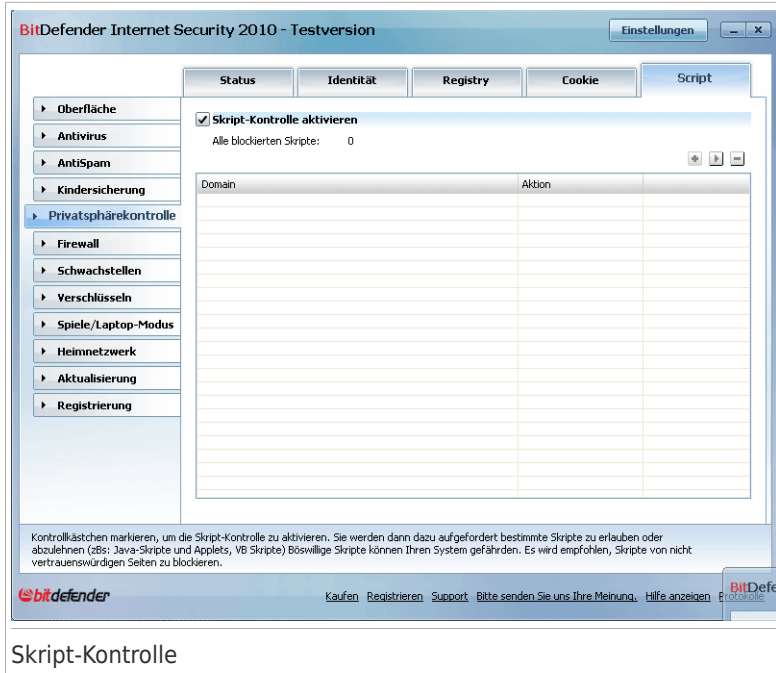 BitDefender Internet Security 2010 - Testversion
Einstellungen
Status Identität Registry Cookie Script
Oberfläche
Antivirus
AntiSpam
Kindersicherung
Privatsphärekontrolle
Firewall
Schwachstellen
Verschlüsseln
Spiele/Laptop-Modus
Heimnetzwerk
Aktualisierung
Registrierung
Skript-Kontrolle aktivieren
Alle blockierten Skripte: 0
Domain Aktion
Kontrollkästchen markieren, um die Skript-Kontrolle zu aktivieren. Sie werden dann dazu aufgefordert bestimmte Skripte zu erlauben oder
abzulehnen (zBs: Java-Skripte und Applets, VB Skripte) Böswillige Skripte können Ihren System gefährden. Es wird empfohlen, Skripte von nicht
vertrauenswürdigen Seiten zu blockieren.
bitdefender
Kaufen Registrieren Support Bitte senden Sie uns Ihre Meinung. Hilfe anzeigen Protokolle
BitDefe
Skript-Kontrolle